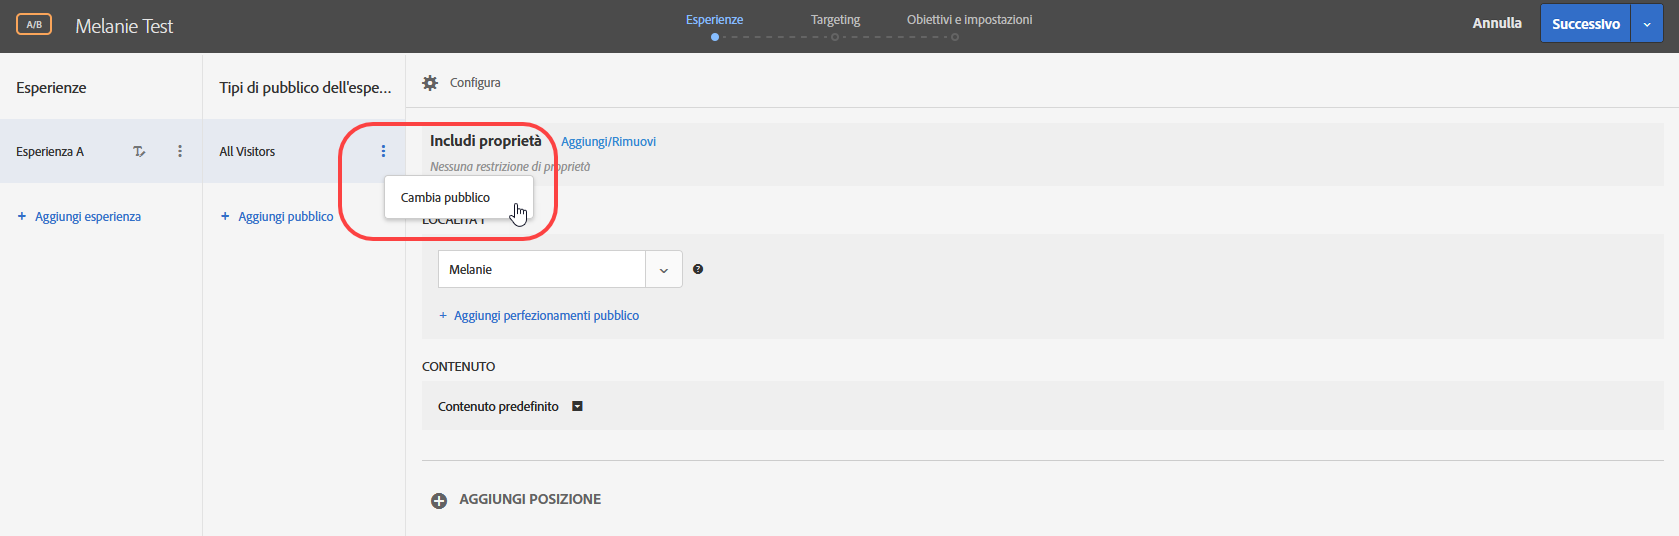 A/B
Melanie Test
Esperienze
Targeting
Obiettivi e impostazioni
Annulla
Successivo
Esperienze
Tipi di pubblico dell'espe...
Configura
Esperienza A
All Visitors
Includi proprietà
Aggiungi/Rimuovi
Nessuna restrizione di proprietà
Cambia pubblico
+ Aggiungi esperienza
+ Aggiungi pubblico
LOCALITÀ 1
Melanie
+ Aggiungi perfezionamenti pubblico
CONTENUTO
Contenuto predefinito
AGGIUNGI POSIZIONE